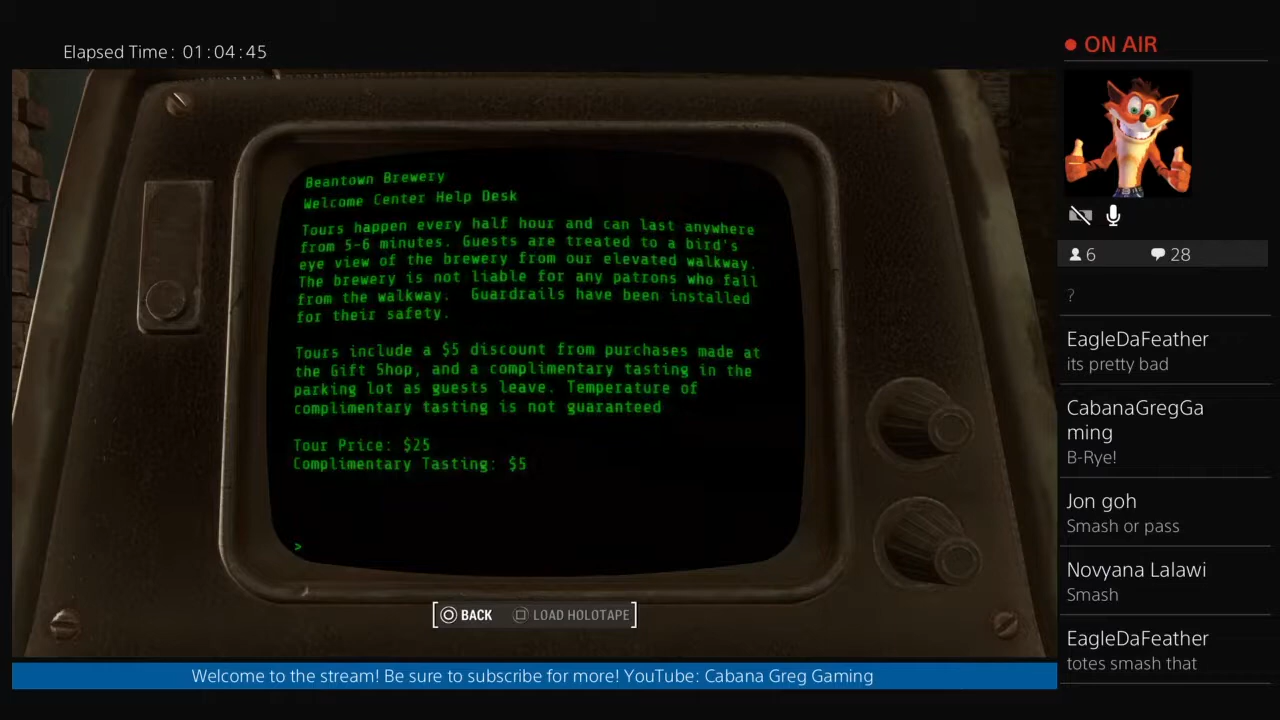 Elapsed Time: 01:04:45
ON AIR
Beantown Brewery
Welcome Center Help Desk
Tours happen every half hour and can last anywhere
from 5-6 minutes. Guests are treated to a bird's
eye view of the brewery from our elevated walkway.
The brewery is not liable for any patrons who fall
from the walkway.  Guardrails have been installed
for their safety.
Tours include a $5 discount from purchases made at
the Gift Shop, and a complimentary tasting in the
parking lot as guests leave. Temperature of
complimentary tasting is not guaranteed
Tour Price: $25
Complimentary Tasting: $5
>
BACK
LOAD HOLOTAPE
Welcome to the stream! Be sure to subscribe for more! YouTube: Cabana Greg Gaming
6
28
?
EagleDaFeather
its pretty bad
CabanaGregGa
ming
B-Rye!
Jon goh
Smash or pass
Novyana Lalawi
Smash
EagleDaFeather
totes smash that